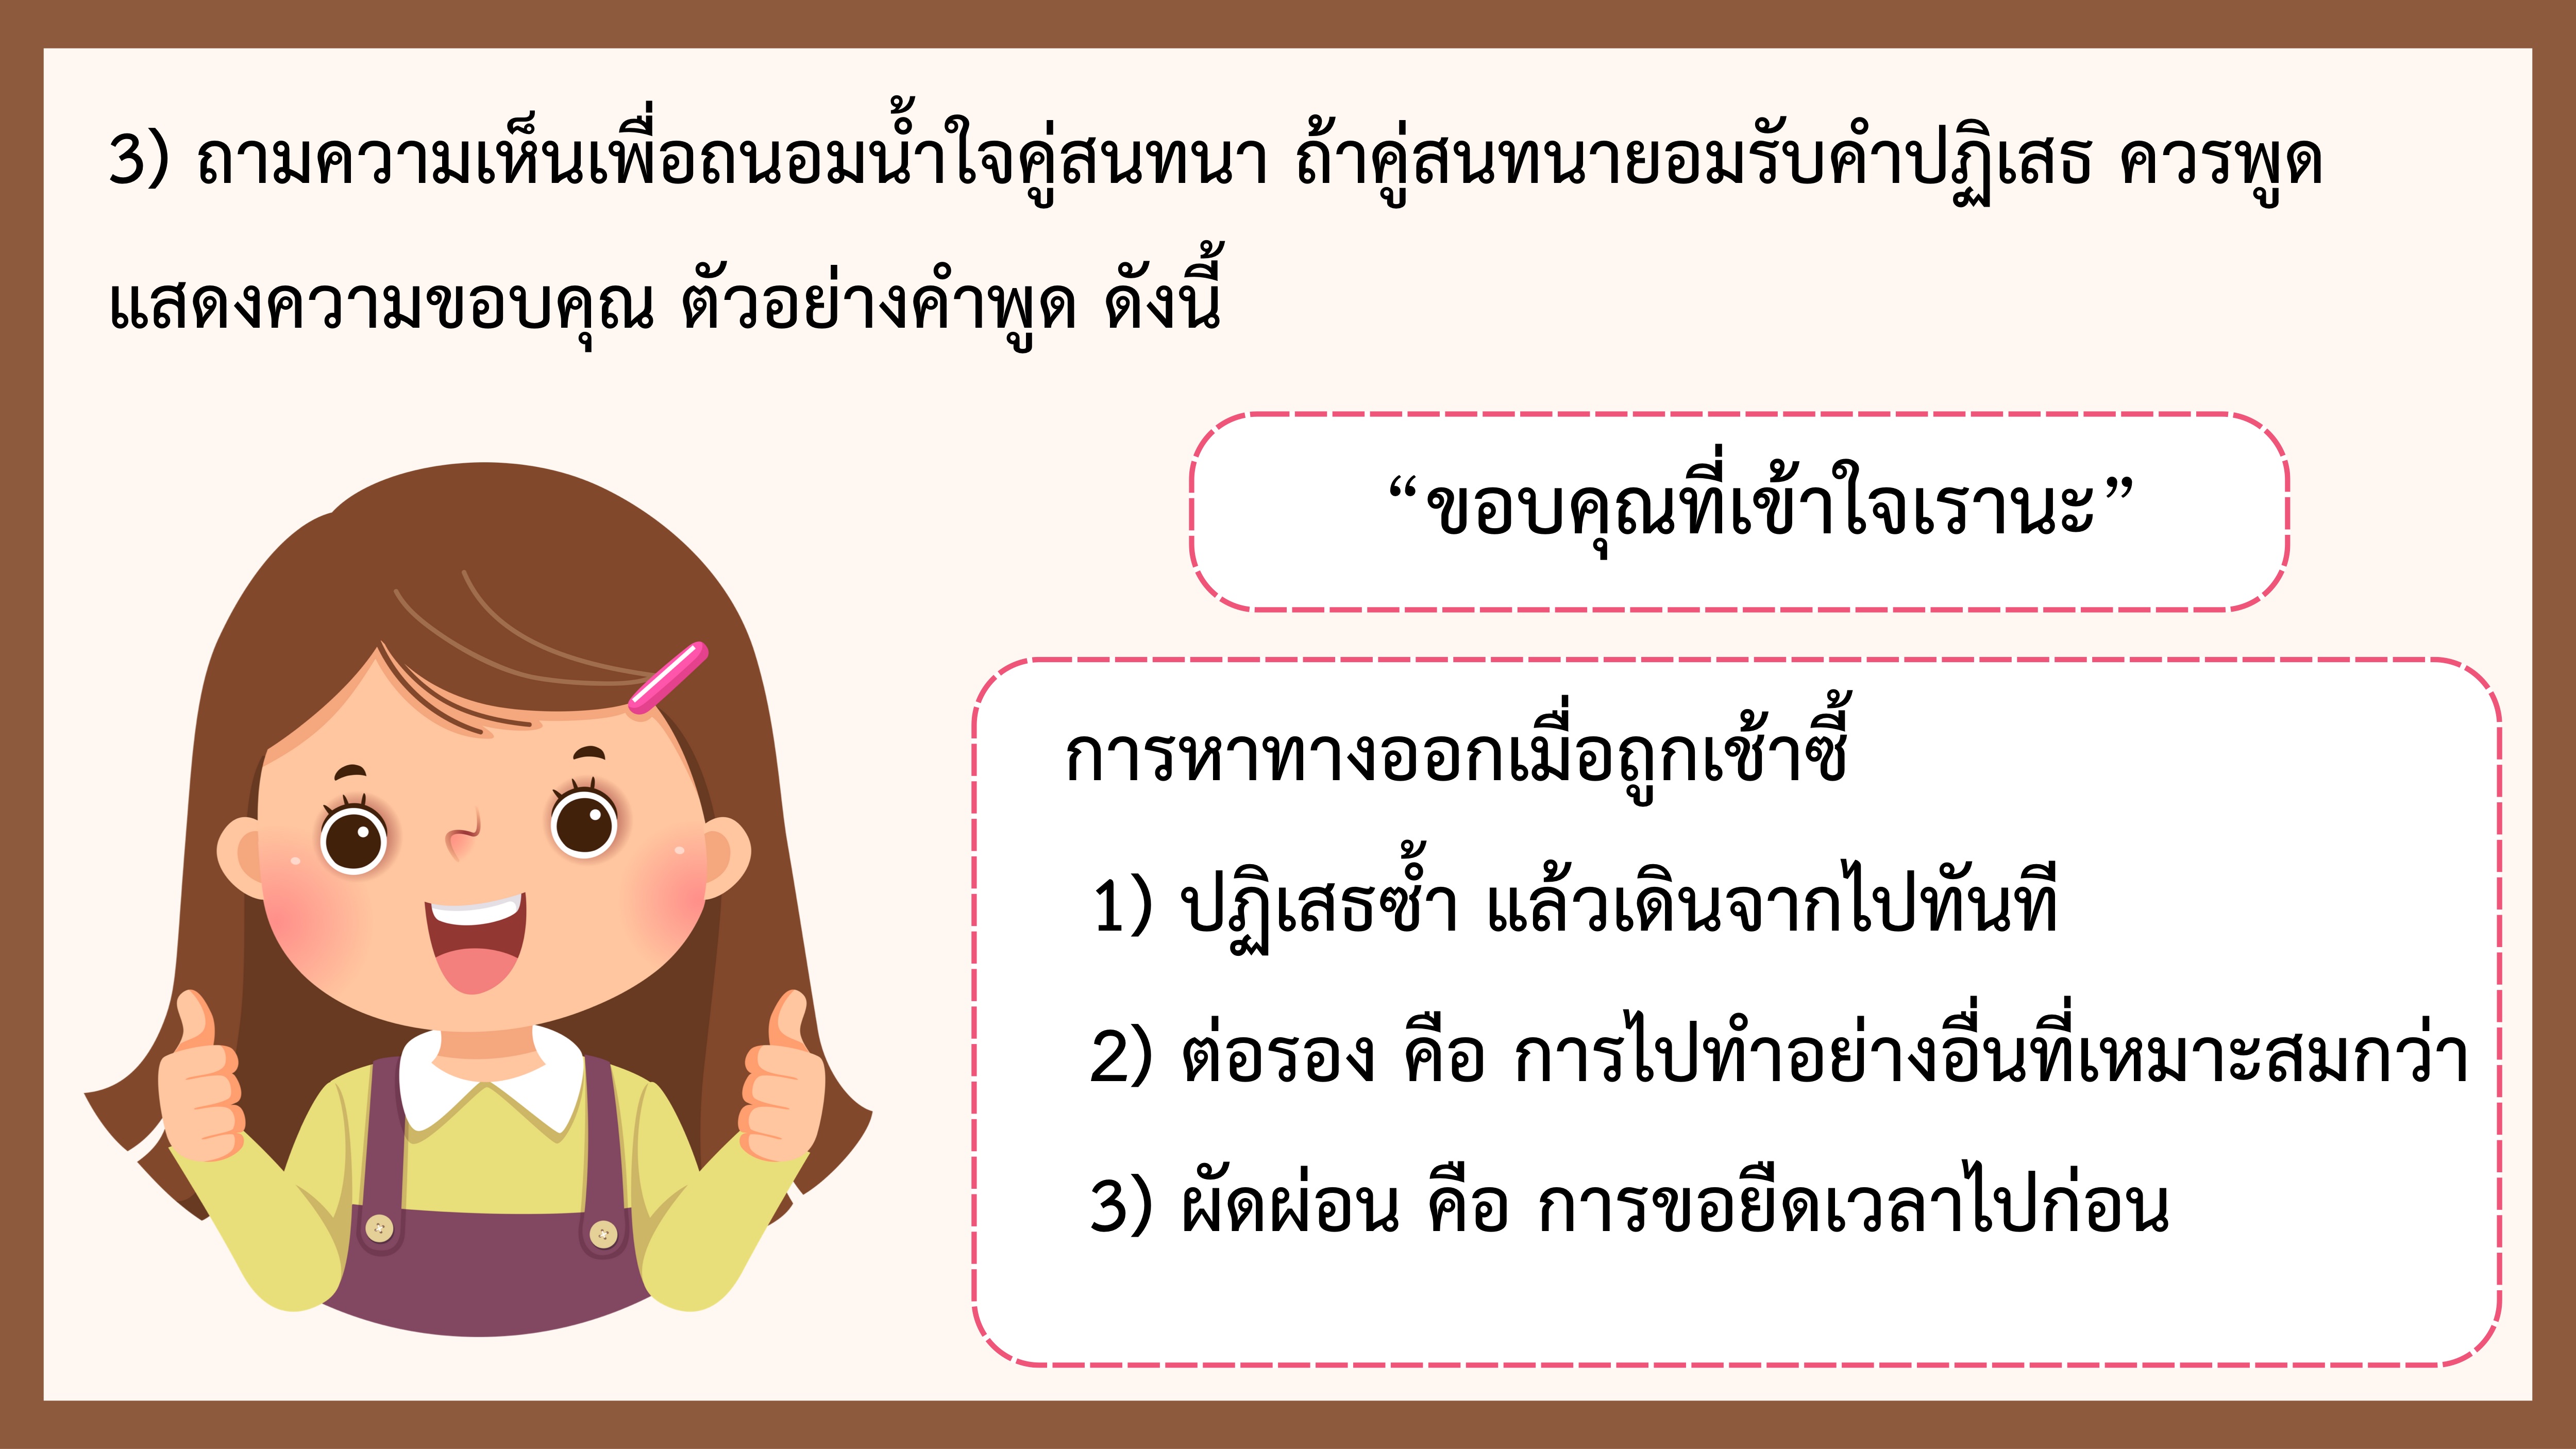 3) ถามความเห็นเพื่อถนอมน้ำใจคู่สนทนา ถ้าคู่สนทนายอมรับคำปฏิเสธ ควรพูด
แสดงความขอบคุณ ตัวอย่างคำพูด ดังนี้
“ขอบคุณที่เข้าใจเรานะ”
การหาทางออกเมื่อถูกเซ้าซี้
1) ปฏิเสธซ้ำ แล้วเดินจากไปทันที
2) ต่อรอง คือ การไปทำอย่างอื่นที่เหมาะสมกว่า
3) ผัดผ่อน คือ การขอยืดเวลาไปก่อน